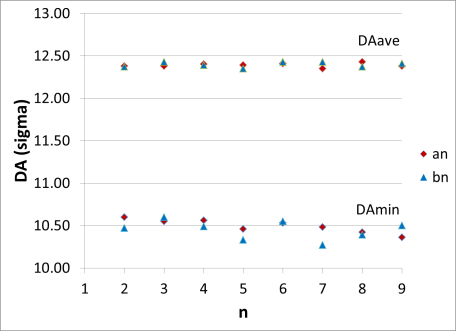 13.00
DAave
12.50
12.00
11.50
11.00
DA (sigma)
an
bn
DAmin
10.50
10.00
1 2 3 4 5 6 7 8 9
n